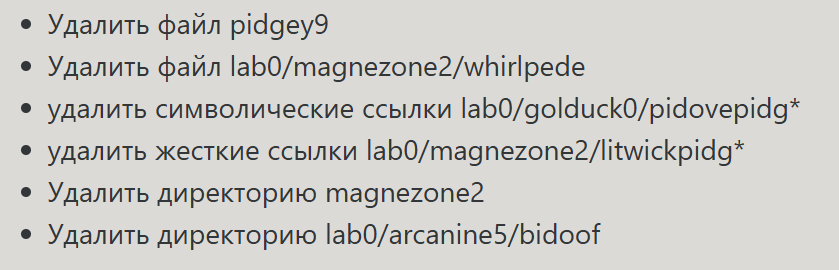 • Удалить файл pidgey9
• Удалить файл lab0/magnezone2/whirlpede
• удалить символические ссылки lab0/golduck0/pidovepidg*
• удалить жесткие ссылки lab0/magnezone2/litwickpidg*
• Удалить директорию magnezone2
• Удалить директорию lab0/arcanine5/bidoof